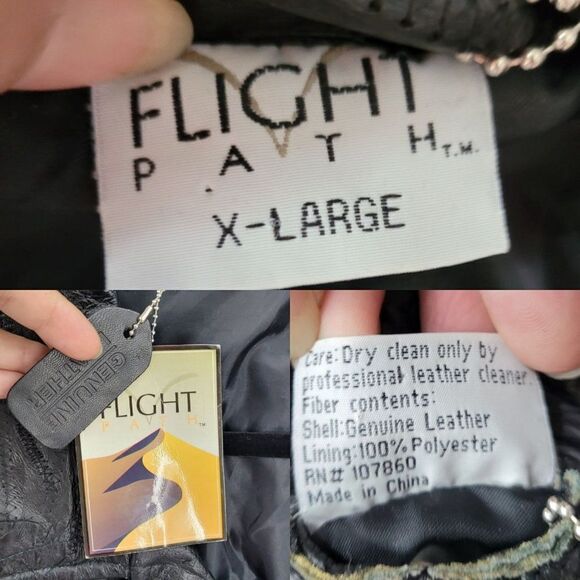 FLIGHT
P A T H T.M.
X-LARGE
GENUINE
LEATHER
FLIGHT
PATH TM
Care: Dry clean only by
professional leather cleaner.
Fiber contents:
Shell: Genuine Leather
Lining: 100% Polyester
RN# 107860
Made in China